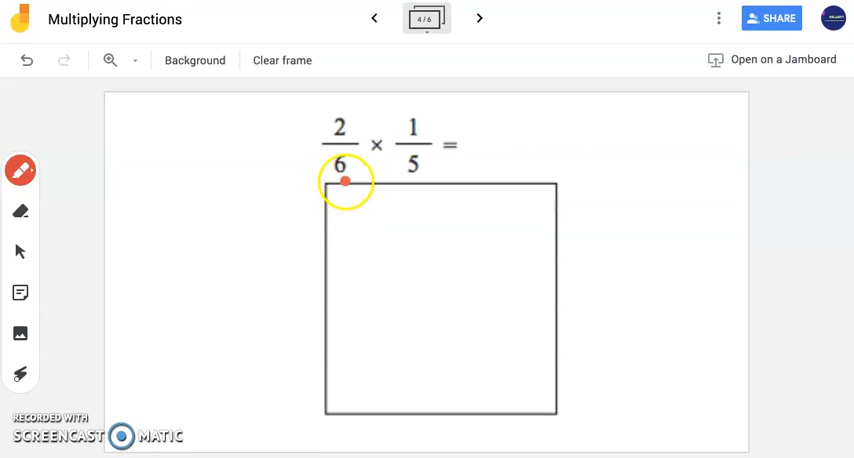 Multiplying Fractions
4 / 6
SHARE
Background
Clear frame
Open on a Jamboard
2/6 × 1/5 =
RECORDED WITH
SCREENCAST MATIC